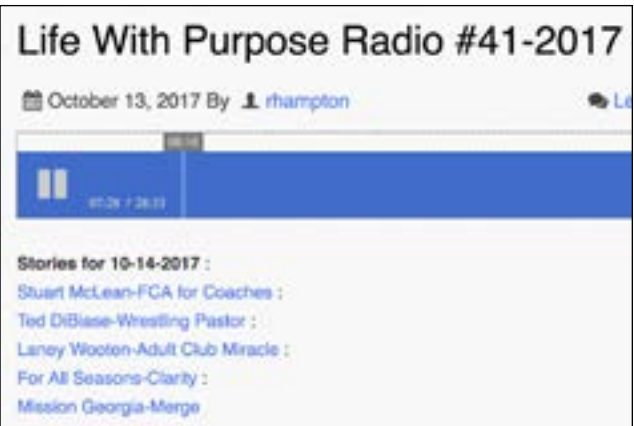 Life With Purpose Radio #41-2017
October 13, 2017 By rhampton Le
Stories for 10-14-2017 :
Stuart McLean-FCA for Coaches :
Ted DiBiase-Wrestling Pastor :
Laney Wooten-Adult Club Miracle :
For All Seasons-Clarity :
Mission Georgia-Merge